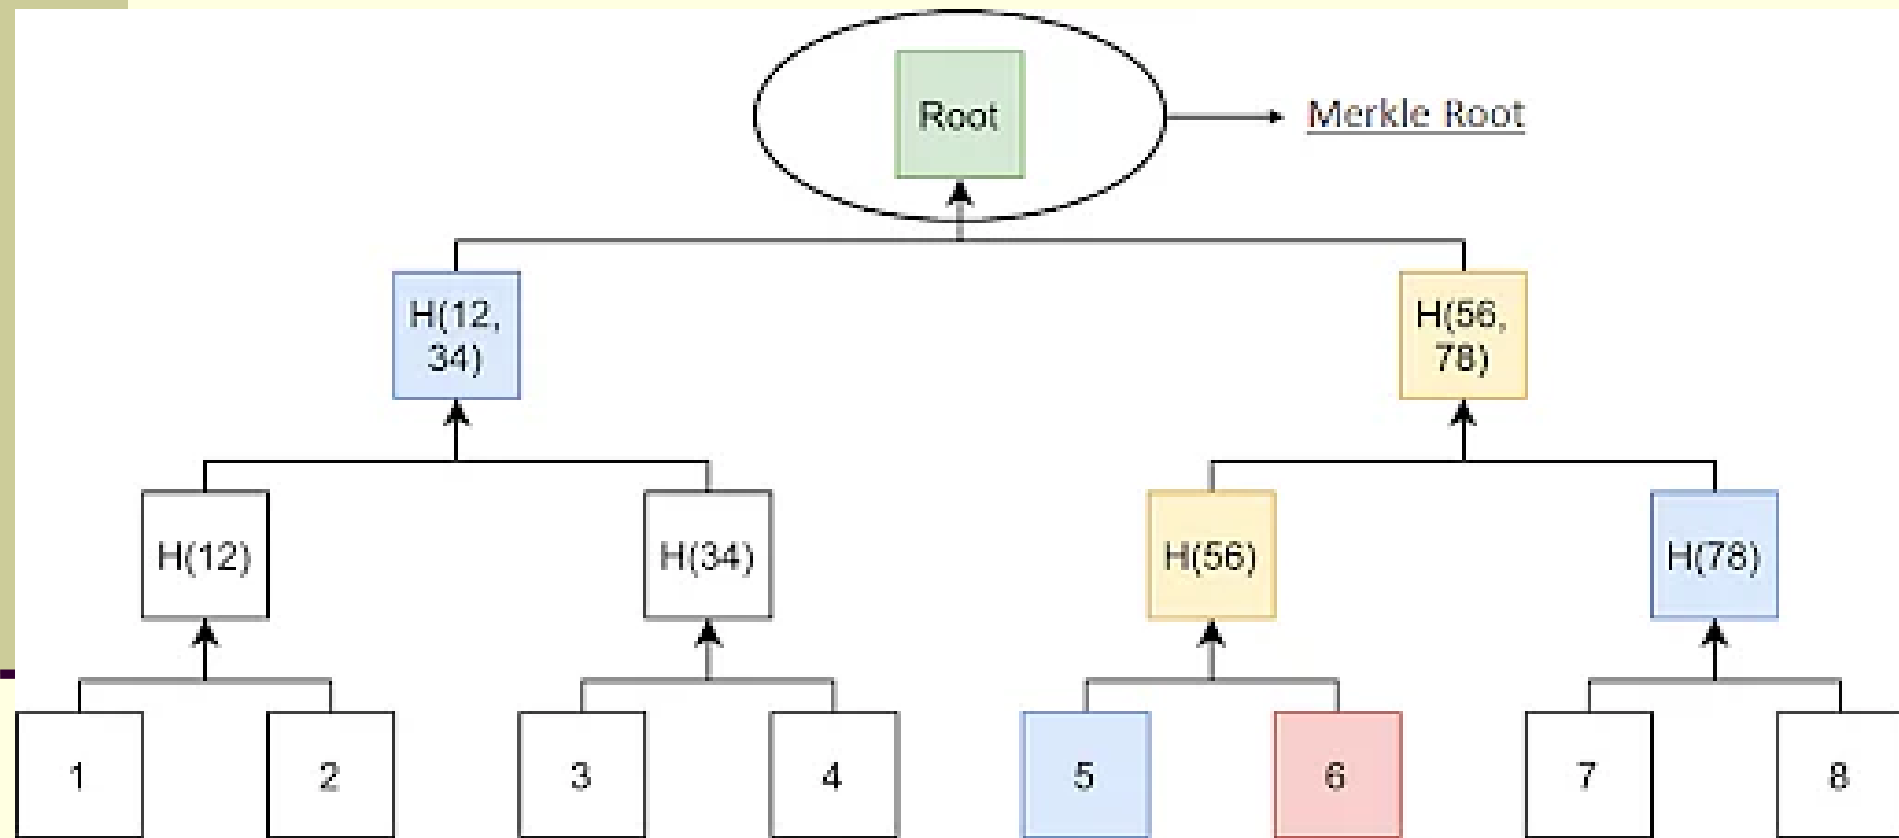 Root
Merkle Root
H(12,
34)
H(56,
78)
H(12)
H(34)
H(56)
H(78)
1
2
3
4
5
6
7
8